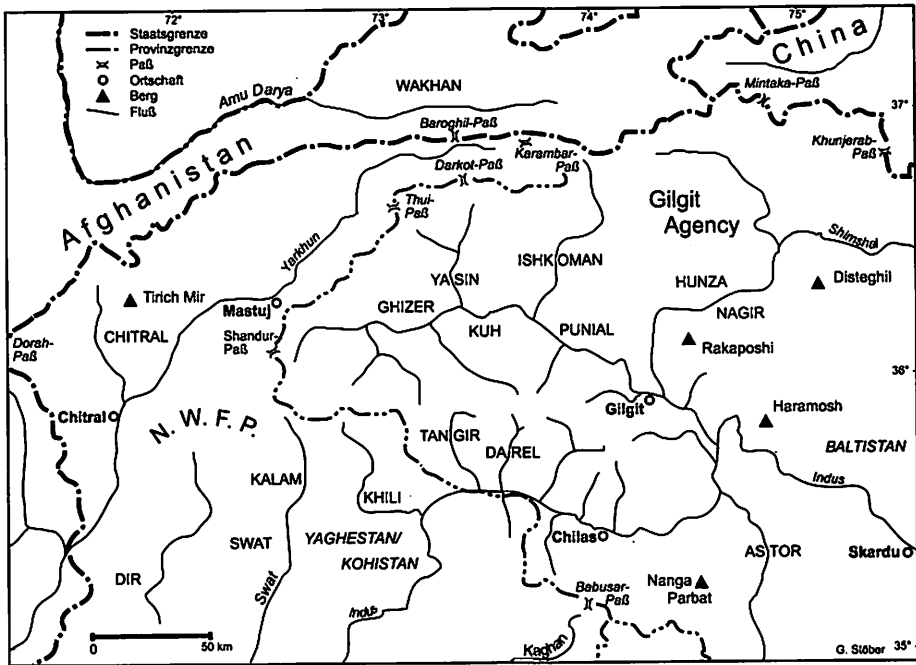 72°
73°
74°
75°
Staatsgrenze
Provinzgrenze
Paß
Ortschaft
Berg
Fluß
China
Amu Darya
WAKHAN
Mintaka-Paß
37°
Baroghil-Paß
Karambar-
Paß
Khunjerab-
Paß
Afghanistan
Darkot-Paß
Thui-
Paß
Gilgit
Agency
Yarkhun
YASIN
ISHKOMAN
Shimshal
HUNZA
Disteghil
Tirich Mir
Mastuj
GHIZER
KUH
PUNIAL
NAGIR
CHITRAL
Shandur-
Paß
Dorah-
Paß
Rakaposhi
36°
Chitral
Gilgit
Haramosh
N.W.F.P.
TANGIR
DAREL
BALTISTAN
KALAM
KHILI
Indus
YAGHESTAN/
KOHISTAN
SWAT
Chilas
ASTOR
Skardu
DIR
Swat
Indus
Nanga
Parbat
Babusar-
Paß
Kaghan
0
50 km
G. Stöber
35°